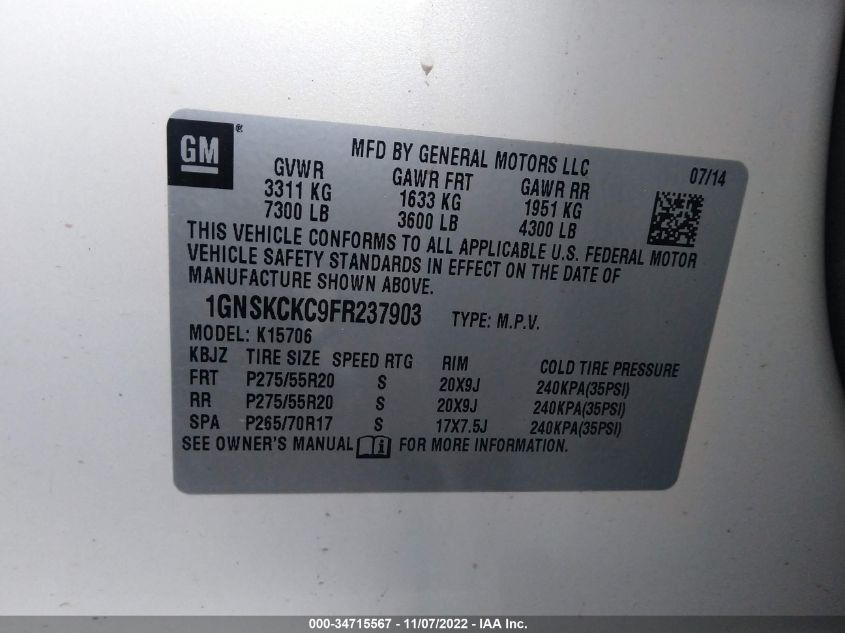 GM®
MFD BY GENERAL MOTORS LLC 07/14
GVWR GAWR FRT GAWR RR
3311 KG 1633 KG 1951 KG
7300 LB 3600 LB 4300 LB
THIS VEHICLE CONFORMS TO ALL APPLICABLE U.S. FEDERAL MOTOR
VEHICLE SAFETY STANDARDS IN EFFECT ON THE DATE OF
MANUFACTURE SHOWN ABOVE.
1GNSKCKC9FR237903 TYPE: M.P.V.
MODEL: K15706
KBJZ TIRE SIZE SPEED RTG RIM COLD TIRE PRESSURE
FRT P275/55R20 S 20X9J 240KPA(35PSI)
RR P275/55R20 S 20X9J 240KPA(35PSI)
SPA P265/70R17 S 17X7.5J 240KPA(35PSI)
SEE OWNER'S MANUAL i FOR MORE INFORMATION.
000-34715567 - 11/07/2022 - IAA Inc.